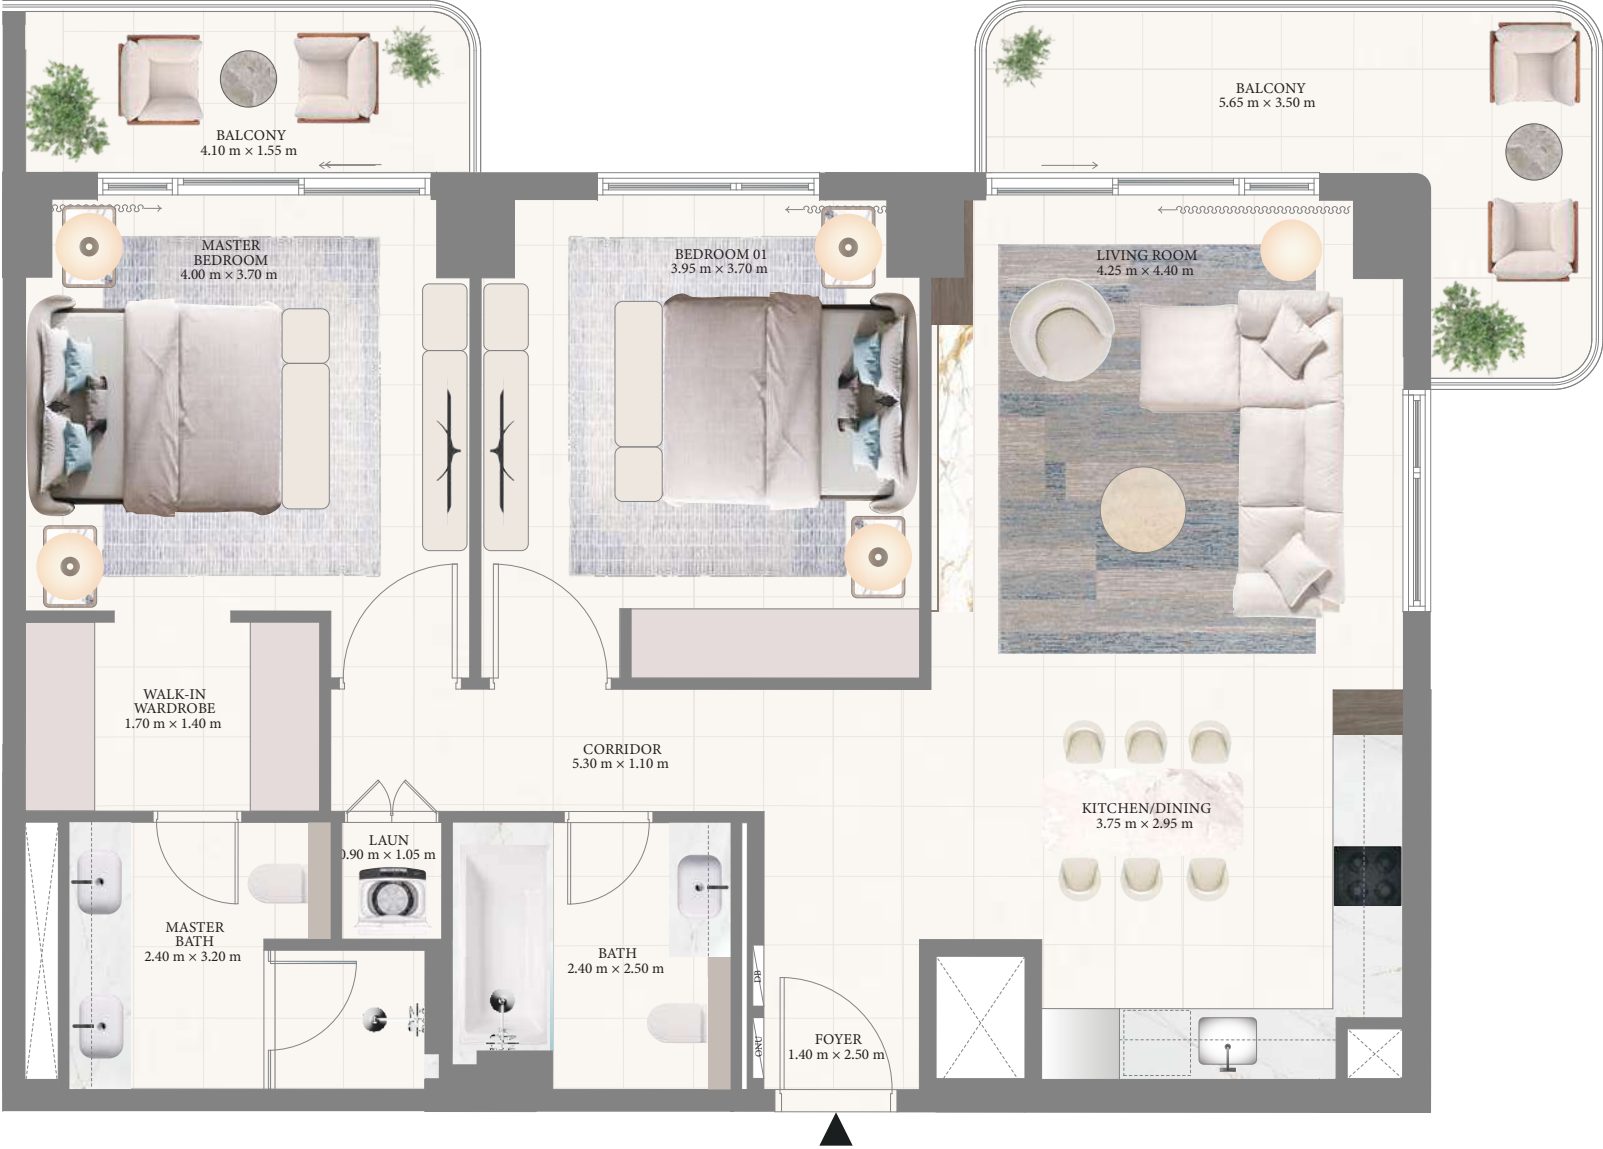 BALCONY
4.10 m × 1.55 m
BALCONY
5.65 m × 3.50 m
MASTER
BEDROOM
4.00 m × 3.70 m
BEDROOM 01
3.95 m × 3.70 m
LIVING ROOM
4.25 m × 4.40 m
WALK-IN
WARDROBE
1.70 m × 1.40 m
CORRIDOR
5.30 m × 1.10 m
KITCHEN/DINING
3.75 m × 2.95 m
LAUN
0.90 m × 1.05 m
MASTER
BATH
2.40 m × 3.20 m
BATH
2.40 m × 2.50 m
DB
ONU
FOYER
1.40 m × 2.50 m